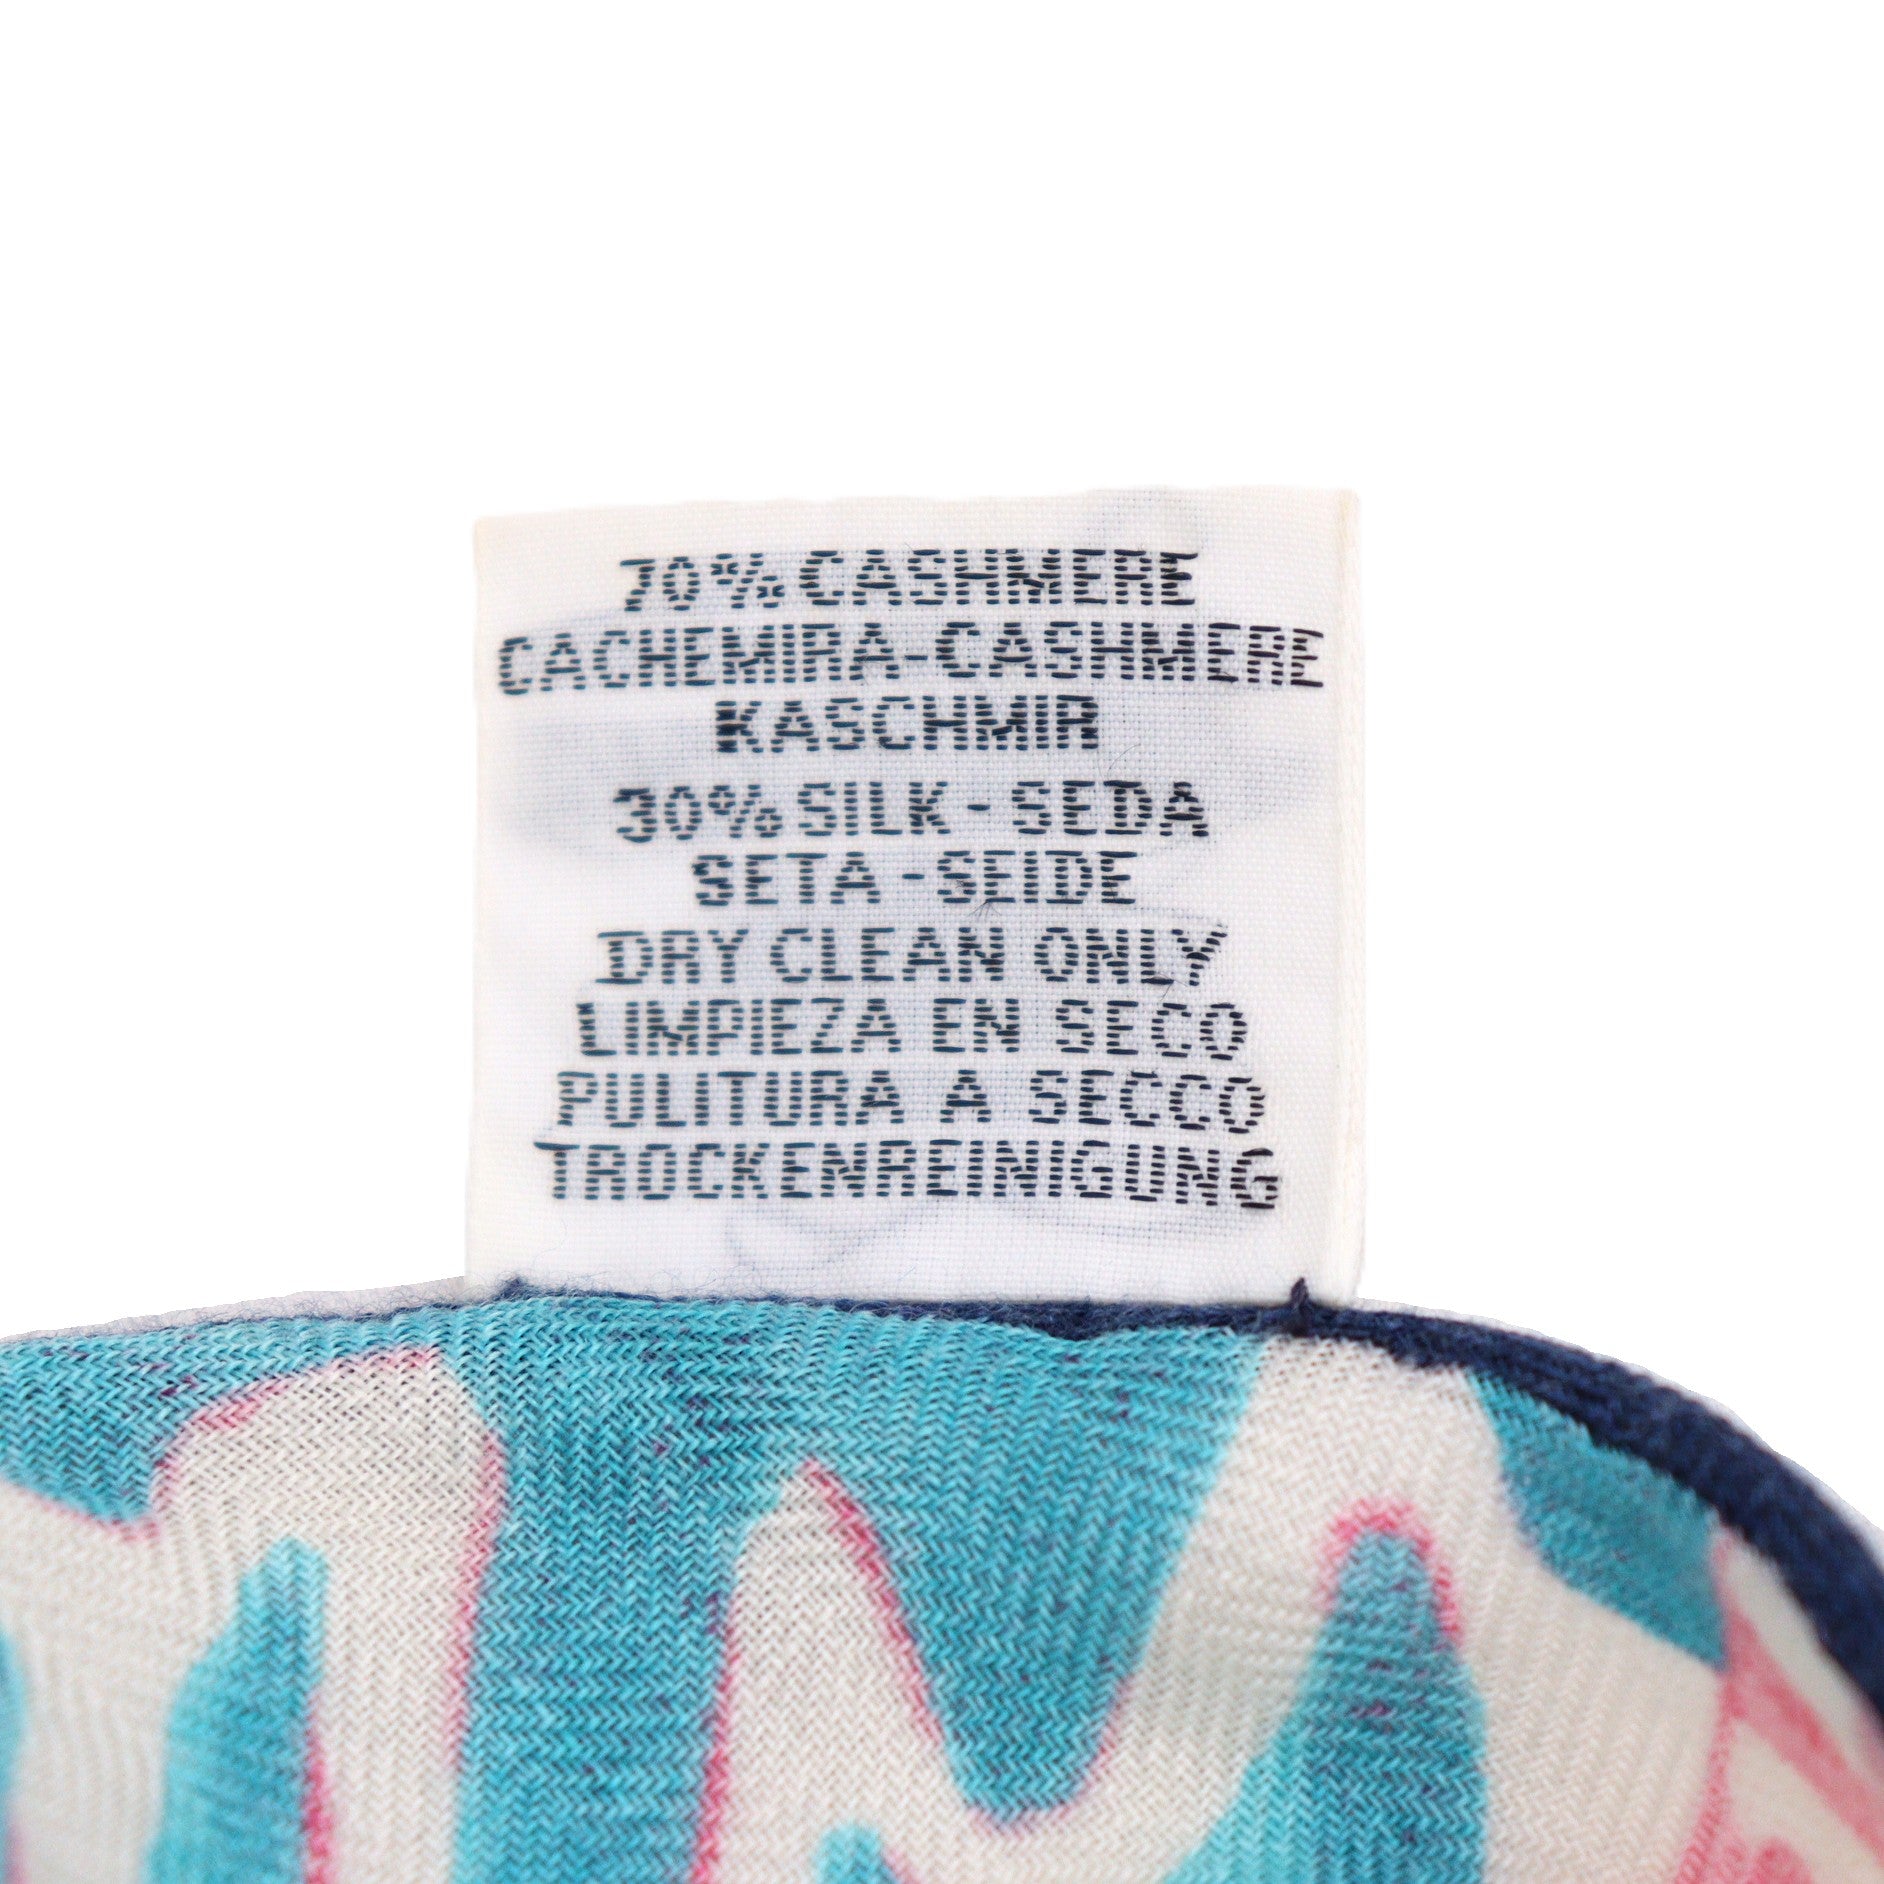 70% CASHMERE
CACHEMIRA-CASHMERE
KASCHMIR
30% SILK - SEDA
SETA - SEIDE
DRY CLEAN ONLY
LIMPIEZA EN SECO
PULITURA A SECCO
TROCKENREINIGUNG